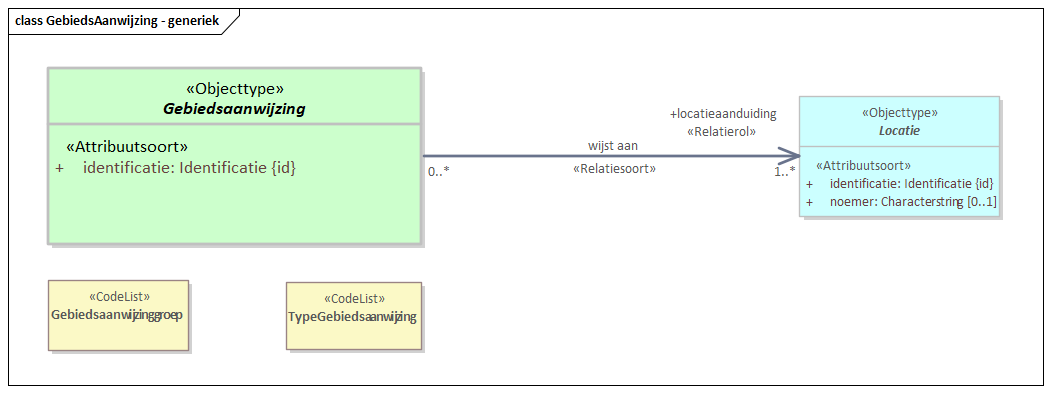 class GebiedsAanwijzing - generiek
«Objecttype»
Gebiedsaanwijzing
«Attribuutsoort»
+ identificatie: Identificatie {id}
+locatieaanduiding
«Relatierol»
wijst aan
«Relatiesoort»
0..*
1..*
«Objecttype»
Locatie
«Attribuutsoort»
+ identificatie: Identificatie {id}
+ noemer: Characterstring [0..1]
«CodeList»
Gebiedsaanwijzinggroep
«CodeList»
TypeGebiedsaanwijzing